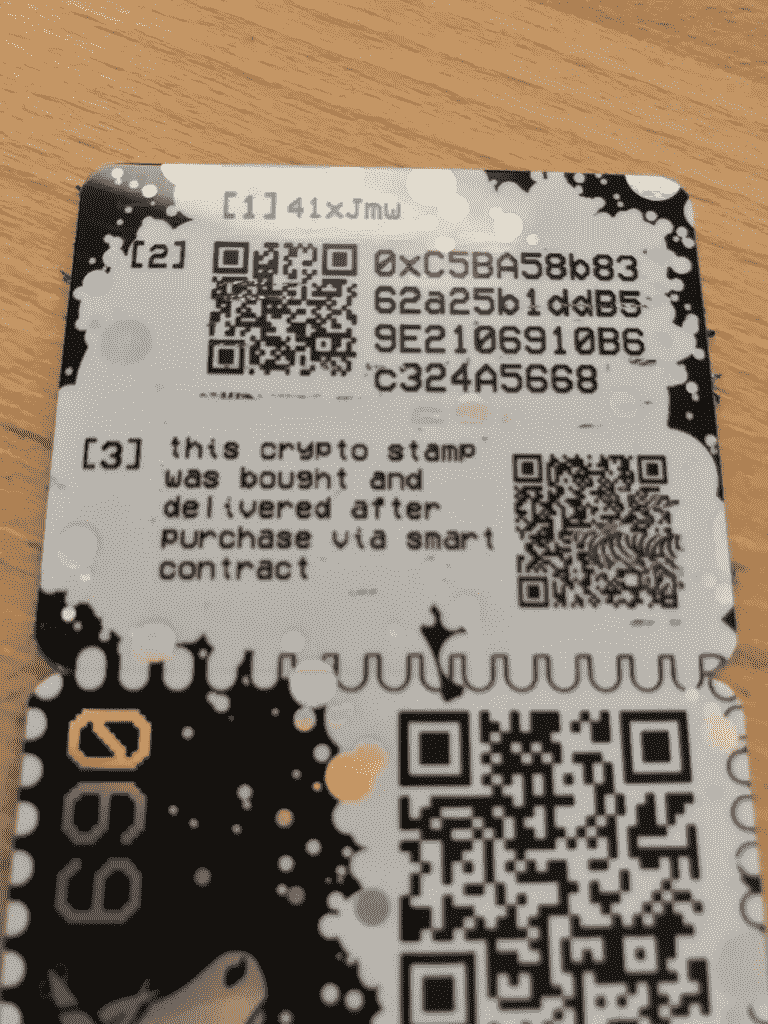 [1] 41xJmw
[2] 0xC5BA58b83
62a25b1ddB5
9E2106910B6
c324A5668
[3] this crypto stamp
was bought and
delivered after
purchase via smart
contract
690